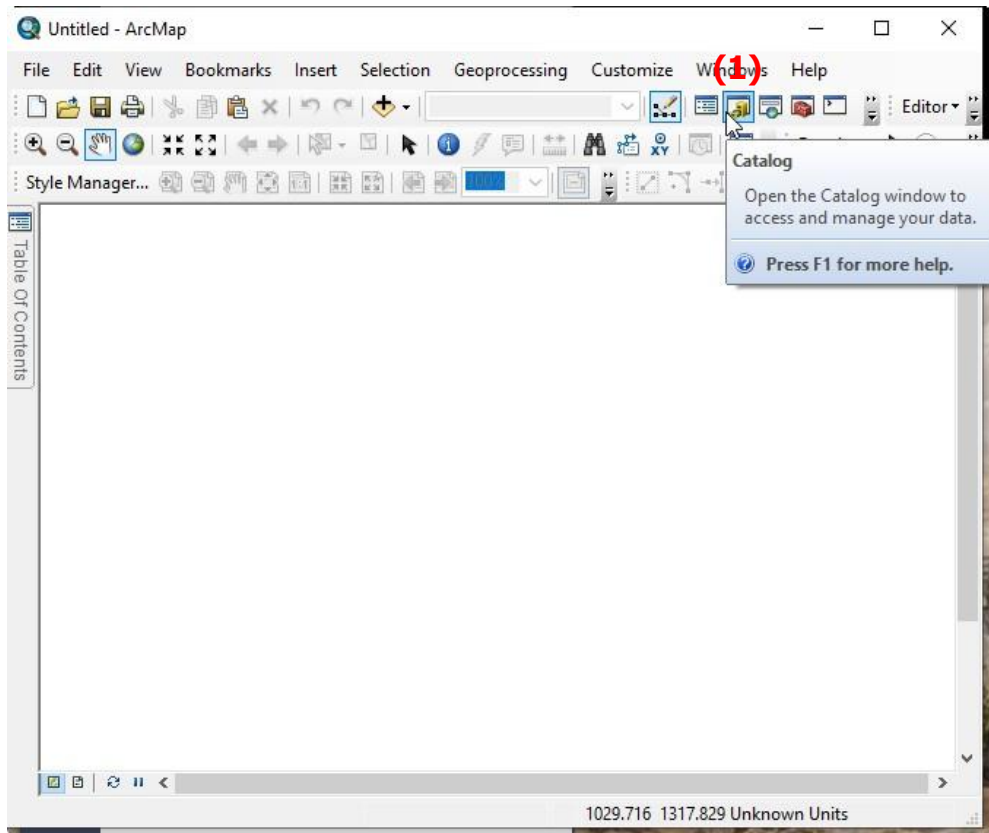 Untitled - ArcMap
File Edit View Bookmarks Insert Selection Geoprocessing Customize Windows Help
(1)
Editor
Style Manager...
100%
Catalog
Open the Catalog window to
access and manage your data.
Press F1 for more help.
Table Of Contents
1029.716 1317.829 Unknown Units